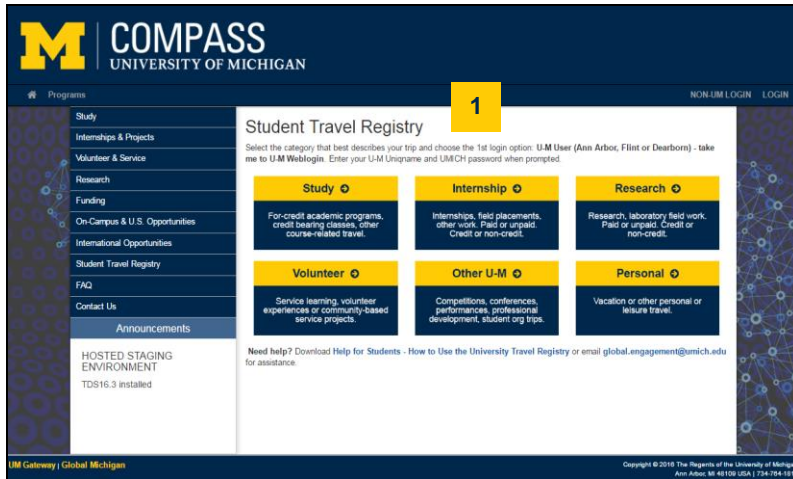 M COMPASS
UNIVERSITY OF MICHIGAN
Programs
NON-UM LOGIN LOGIN
1
Study
Internships & Projects
Volunteer & Service
Research
Funding
On-Campus & U.S. Opportunities
International Opportunities
Student Travel Registry
FAQ
Contact Us
Announcements
HOSTED STAGING
ENVIRONMENT
TDS16.3 installed
Student Travel Registry
Select the category that best describes your trip and choose the 1st login option: U-M User (Ann Arbor, Flint or Dearborn) - take
me to U-M Weblogin. Enter your U-M Uniqname and UMICH password when prompted.
Study
For-credit academic programs,
credit bearing classes, other
course-related travel.
Internship
Internships, field placements,
other work. Paid or unpaid.
Credit or non-credit.
Research
Research, laboratory field work.
Paid or unpaid. Credit or
non-credit.
Volunteer
Service learning, volunteer
experiences or community-based
service projects.
Other U-M
Competitions, conferences,
performances, professional
development, student org trips.
Personal
Vacation or other personal or
leisure travel.
Need help? Download Help for Students - How to Use the University Travel Registry or email global.engagement@umich.edu
for assistance.
UM Gateway | Global Michigan
Copyright © 2016 The Regents of the University of Michiga
Ann Arbor, MI 48109 USA | 734-764-181